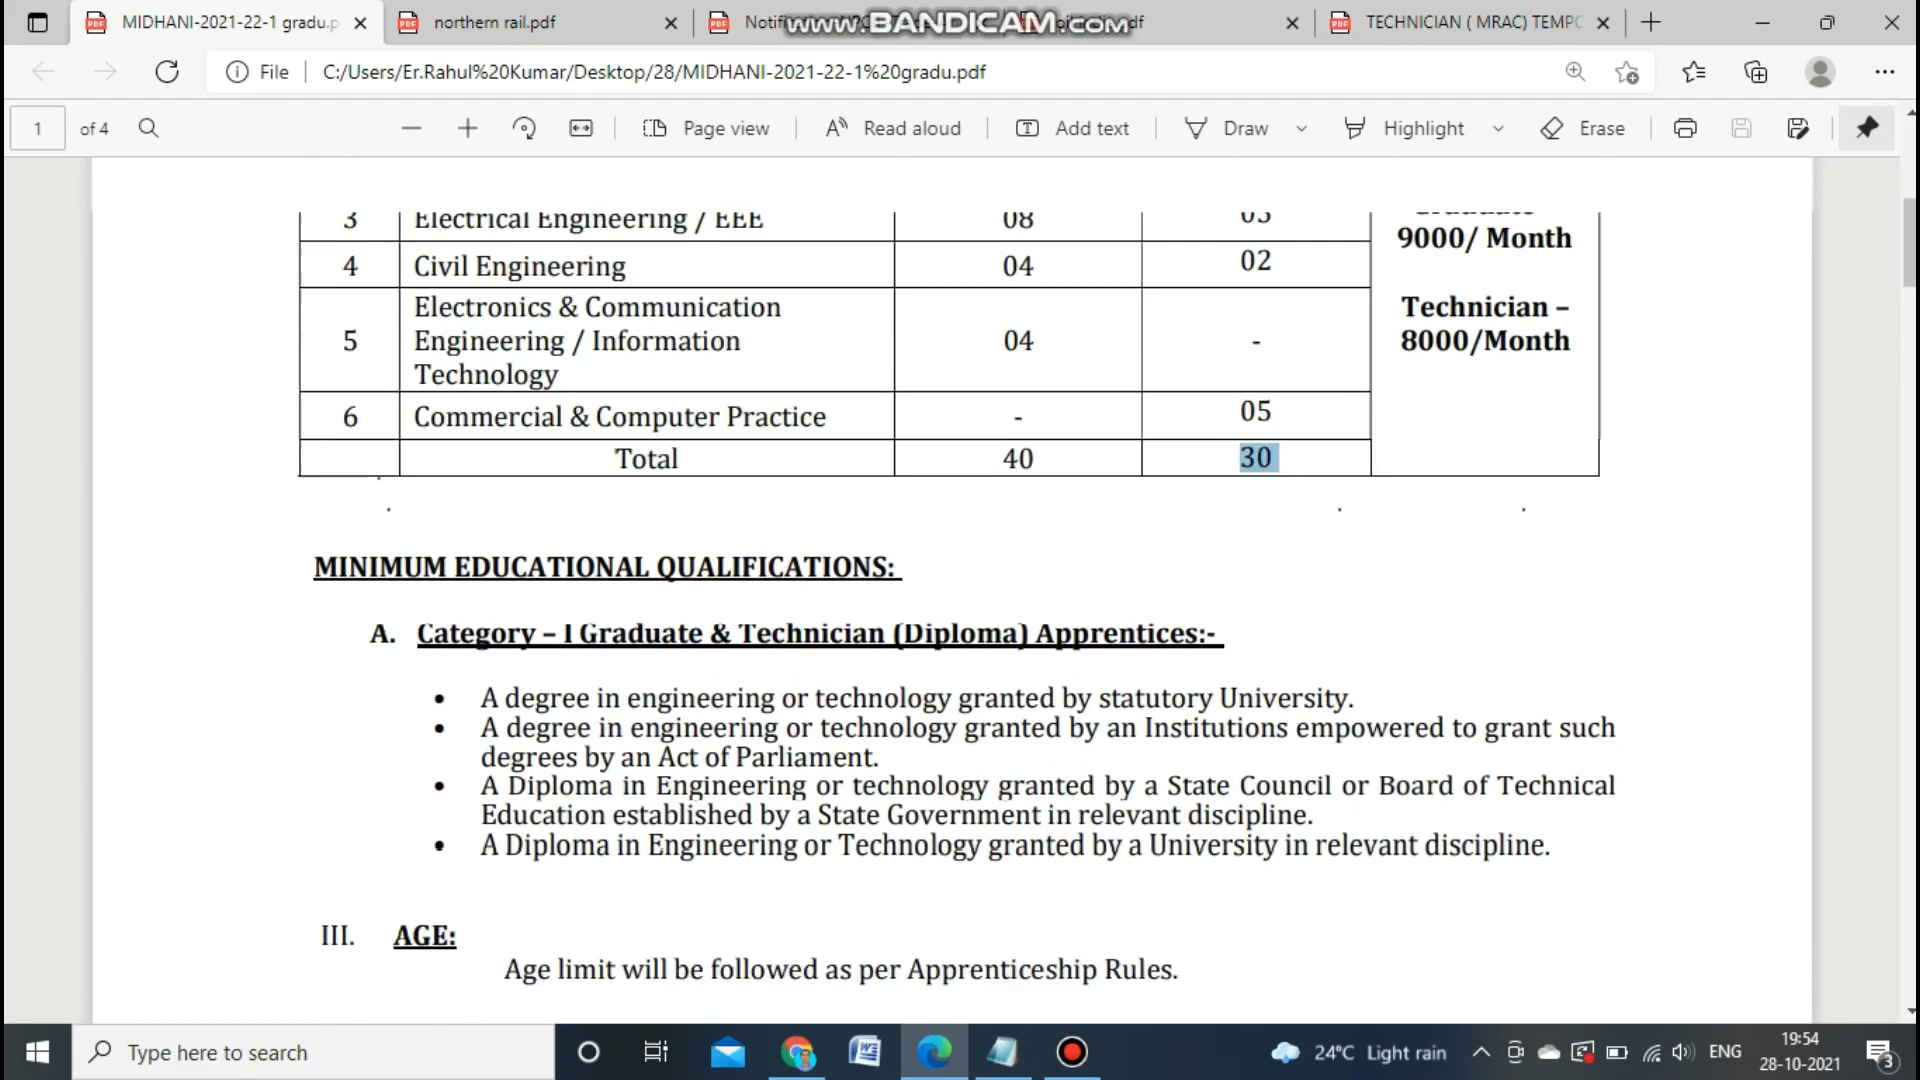 MIDHANI-2021-22-1 gradu.p
northern rail.pdf
Notif
www.BANDICAM.com
df
TECHNICIAN ( MRAC) TEMPO
File
C:/Users/Er.Rahul%20Kumar/Desktop/28/MIDHANI-2021-22-1%20gradu.pdf
1 of 4
Page view
Read aloud
Add text
Draw
Highlight
Erase
3 Electrical Engineering / EEE 08
9000/ Month
4 Civil Engineering 04 02
Technician –
8000/Month
5 Electronics & Communication
Engineering / Information
Technology
04 -
6 Commercial & Computer Practice - 05
Total 40 30
MINIMUM EDUCATIONAL QUALIFICATIONS:
A. Category – I Graduate & Technician (Diploma) Apprentices:-
• A degree in engineering or technology granted by statutory University.
• A degree in engineering or technology granted by an Institutions empowered to grant such
degrees by an Act of Parliament.
• A Diploma in Engineering or technology granted by a State Council or Board of Technical
Education established by a State Government in relevant discipline.
• A Diploma in Engineering or Technology granted by a University in relevant discipline.
III. AGE:
Age limit will be followed as per Apprenticeship Rules.
Type here to search
24°C Light rain
ENG
19:54
28-10-2021
3